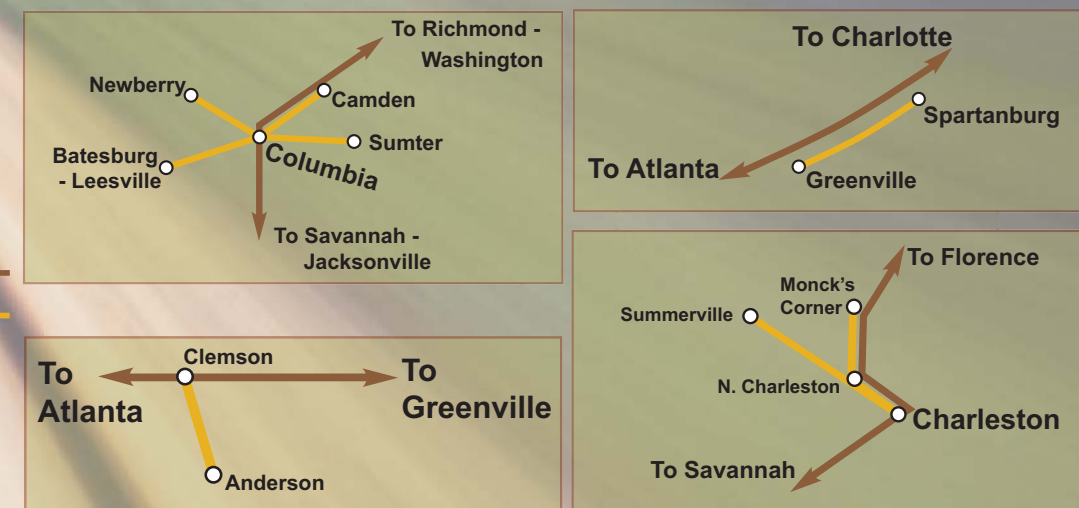 To Richmond -
Washington
Newberry
Camden
Sumter
Batesburg
- Leesville
Columbia
To Savannah -
Jacksonville
To Charlotte
Spartanburg
To Atlanta
Greenville
Clemson
To
Atlanta
To
Greenville
Anderson
To Florence
Monck's
Corner
Summerville
N. Charleston
Charleston
To Savannah